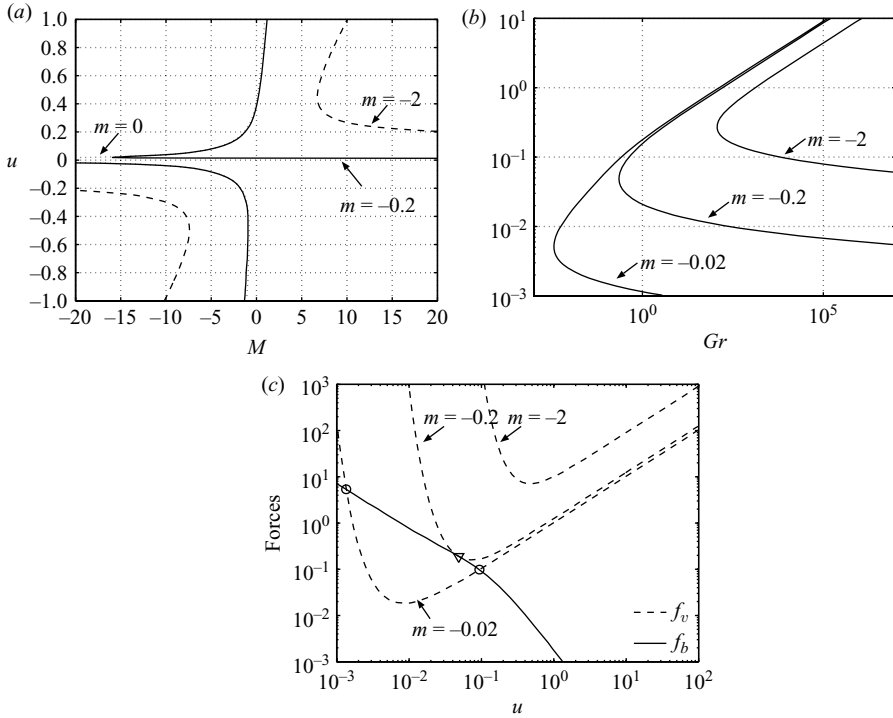 (a)
1.0
0.8
0.6
0.4
0.2
0
–0.2
–0.4
–0.6
–0.8
–1.0
u
m = 0
m = –2
m = –0.2
–20
–15
–10
–5
0
5
10
15
20
M
(b)
10^1
10^0
10^–1
10^–2
10^–3
m = –2
m = –0.2
m = –0.02
10^0
10^5
Gr
(c)
10^3
10^2
10^1
10^0
10^–1
10^–2
10^–3
Forces
m = –0.2
m = –2
m = –0.02
f_v
f_b
10^–3
10^–2
10^–1
10^0
10^1
10^2
u